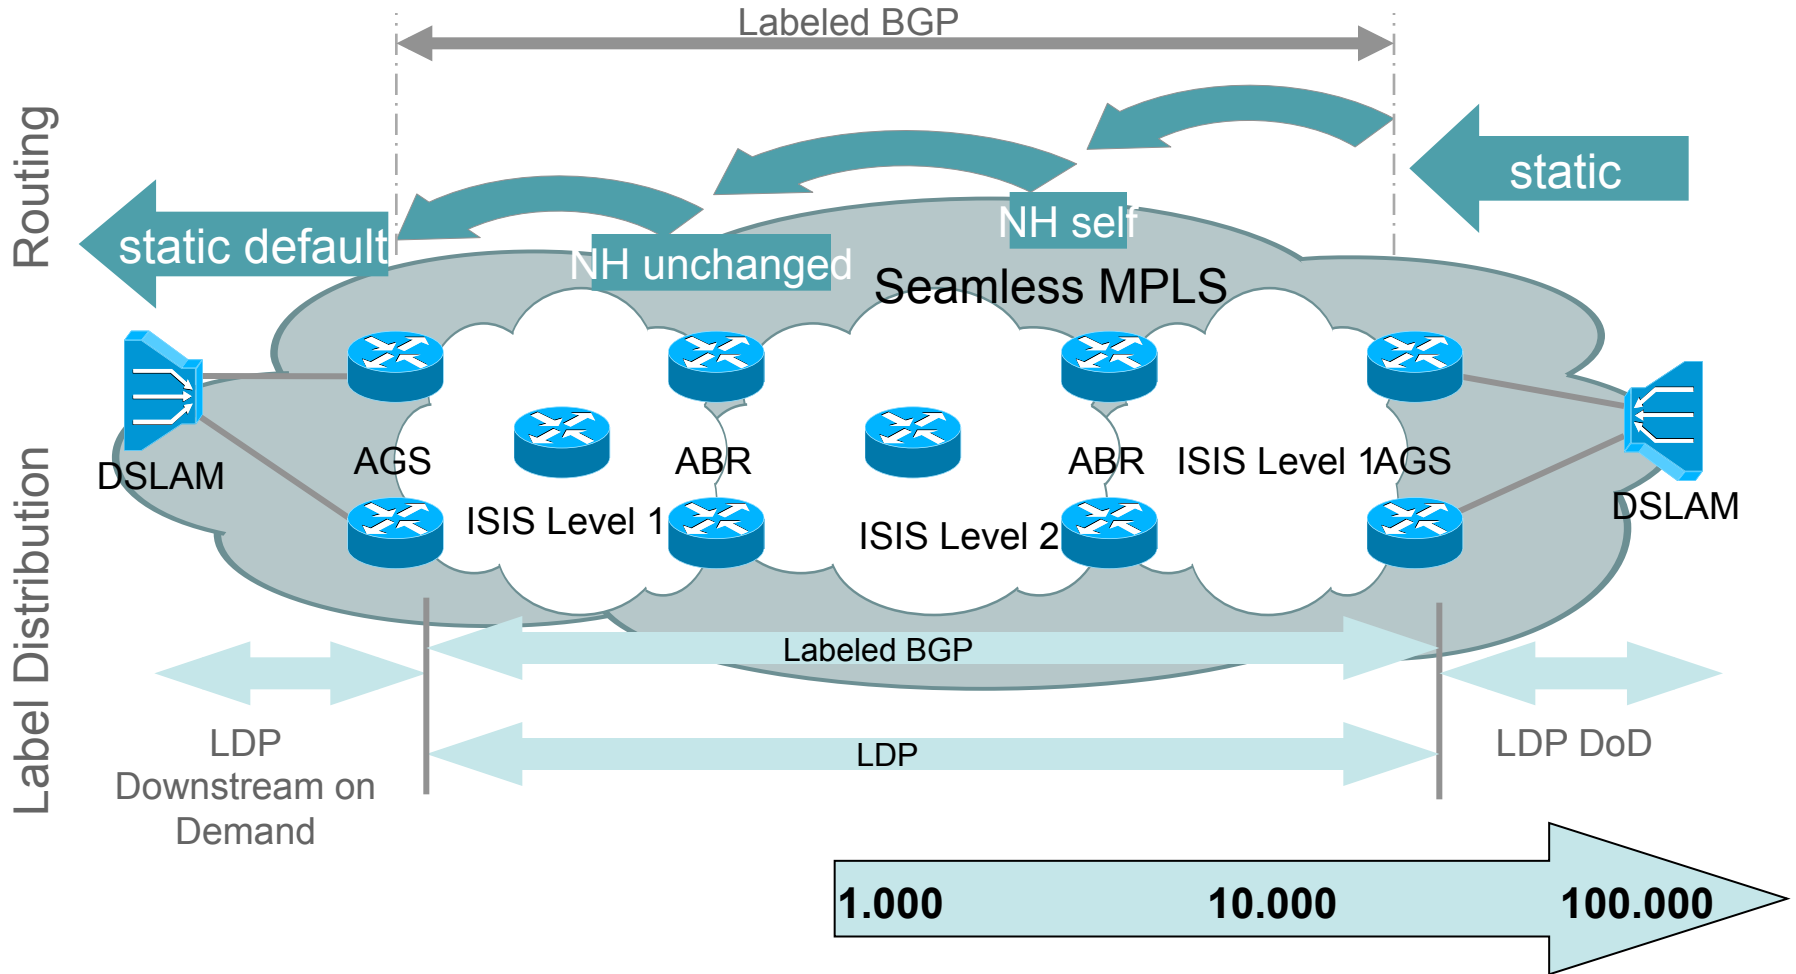 Labeled BGP
Routing
static
static default
NH self
NH unchanged
Seamless MPLS
DSLAM
AGS
ABR
ABR
ISIS Level 1
AGS
DSLAM
ISIS Level 1
ISIS Level 2
Label Distribution
Labeled BGP
LDP
Downstream on
Demand
LDP
LDP DoD
1.000
10.000
100.000